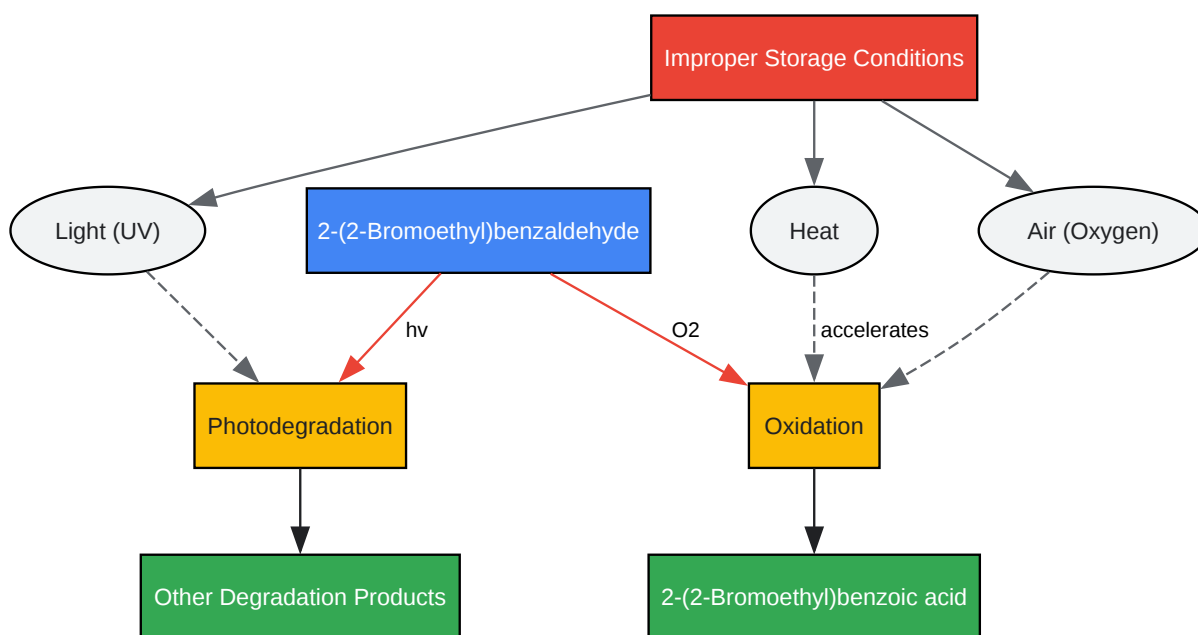 Improper Storage Conditions
Light (UV)
2-(2-Bromoethyl)benzaldehyde
Heat
Air (Oxygen)
hv
O2
accelerates
Photodegradation
Oxidation
Other Degradation Products
2-(2-Bromoethyl)benzoic acid